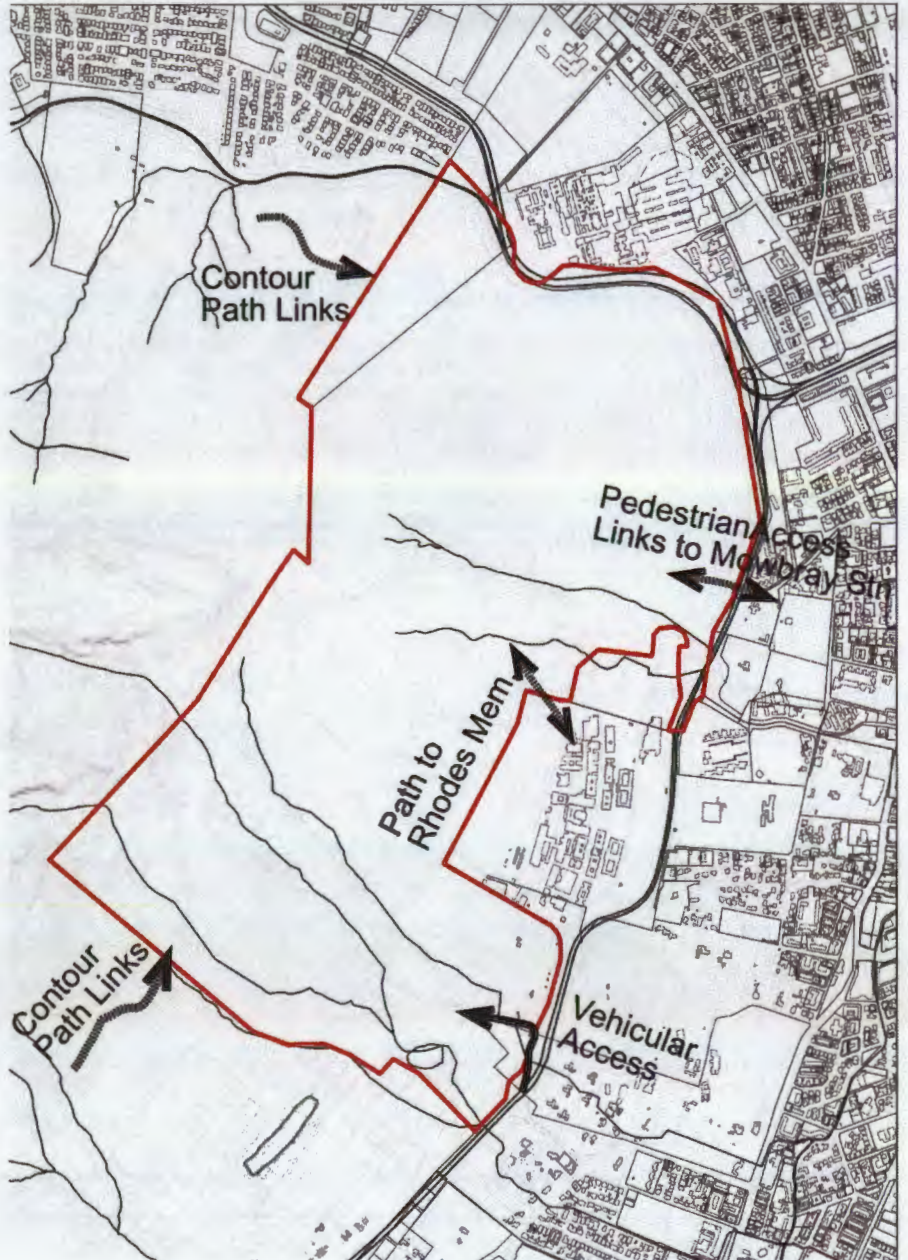 Contour
Path Links
Pedestrian Access
Links to Mowbray Stn
Path to
Rhodes Mem
Contour
Path Links
Vehicular
Access